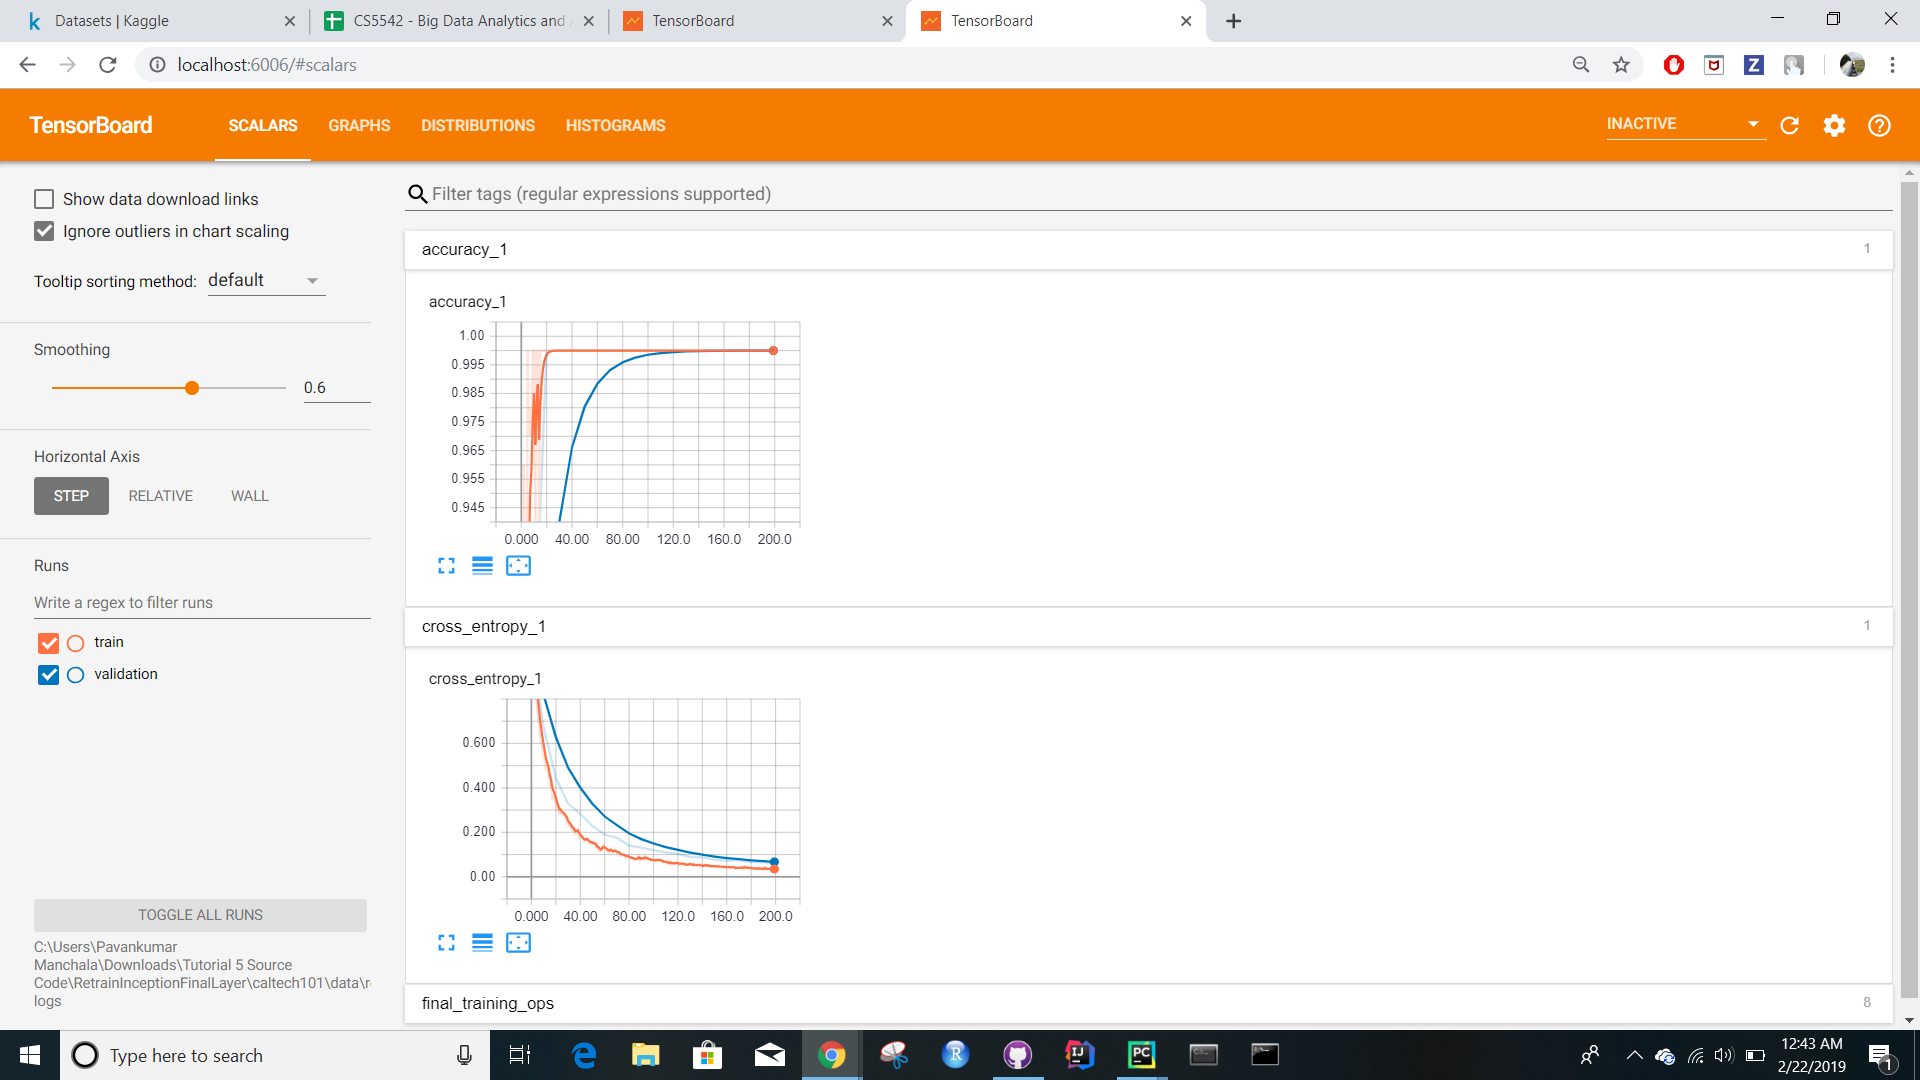 Datasets | Kaggle
CS5542 - Big Data Analytics and
TensorBoard
TensorBoard
localhost:6006/#scalars
TensorBoard
SCALARS
GRAPHS
DISTRIBUTIONS
HISTOGRAMS
INACTIVE
Show data download links
Ignore outliers in chart scaling
Tooltip sorting method: default
Smoothing
0.6
Horizontal Axis
STEP
RELATIVE
WALL
Runs
Write a regex to filter runs
train
validation
TOGGLE ALL RUNS
C:\Users\Pavankumar
Manchala\Downloads\Tutorial 5 Source
Code\RetrainInceptionFinalLayer\caltech101\data\r
logs
Filter tags (regular expressions supported)
accuracy_1
1
accuracy_1
1.00
0.995
0.985
0.975
0.965
0.955
0.945
0.000 40.00 80.00 120.0 160.0 200.0
cross_entropy_1
1
cross_entropy_1
0.600
0.400
0.200
0.00
0.000 40.00 80.00 120.0 160.0 200.0
final_training_ops
8
Type here to search
12:43 AM
2/22/2019
1